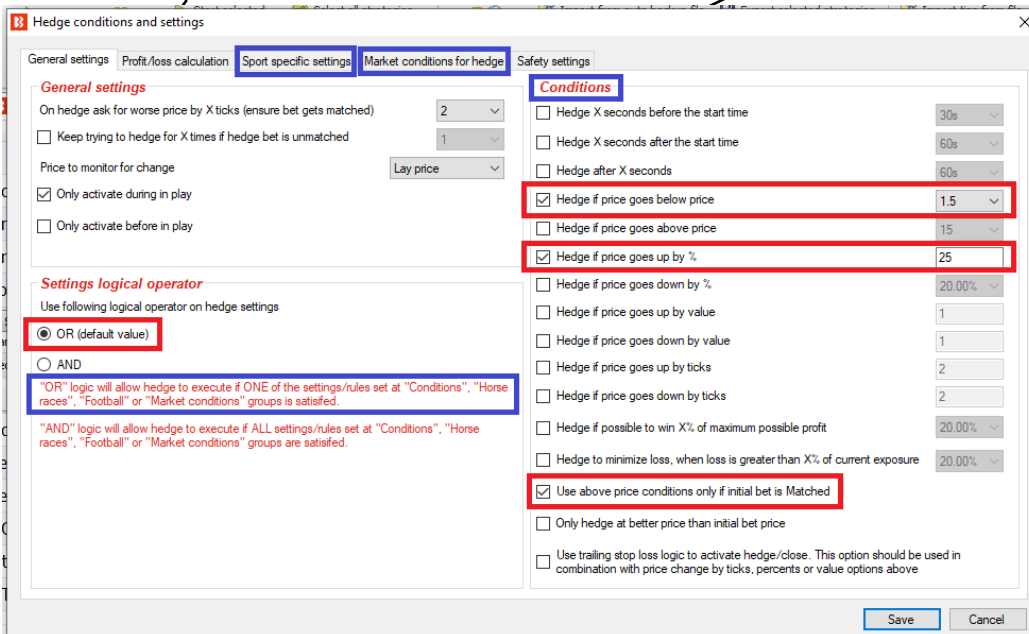 Hedge conditions and settings
General settings
Profit/loss calculation
Sport specific settings
Market conditions for hedge
Safety settings
General settings
On hedge ask for worse price by X ticks (ensure bet gets matched)
2
Keep trying to hedge for X times if hedge bet is unmatched
1
Price to monitor for change
Lay price
Only activate during in play
Only activate before in play
Settings logical operator
Use following logical operator on hedge settings
OR (default value)
AND
"OR" logic will allow hedge to execute if ONE of the settings/rules set at "Conditions", "Horse
races", "Football" or "Market conditions" groups is satisifed.
"AND" logic will allow hedge to execute if ALL settings/rules set at "Conditions", "Horse
races", "Football" or "Market conditions" groups are satisifed.
Conditions
Hedge X seconds before the start time
30s
Hedge X seconds after the start time
60s
Hedge after X seconds
60s
Hedge if price goes below price
1.5
Hedge if price goes above price
15
Hedge if price goes up by %
25
Hedge if price goes down by %
20.00%
Hedge if price goes up by value
1
Hedge if price goes down by value
1
Hedge if price goes up by ticks
2
Hedge if price goes down by ticks
2
Hedge if possible to win X% of maximum possible profit
20.00%
Hedge to minimize loss, when loss is greater than X% of current exposure
20.00%
Use above price conditions only if initial bet is Matched
Only hedge at better price than initial bet price
Use trailing stop loss logic to activate hedge/close. This option should be used in
combination with price change by ticks, percents or value options above
Save
Cancel